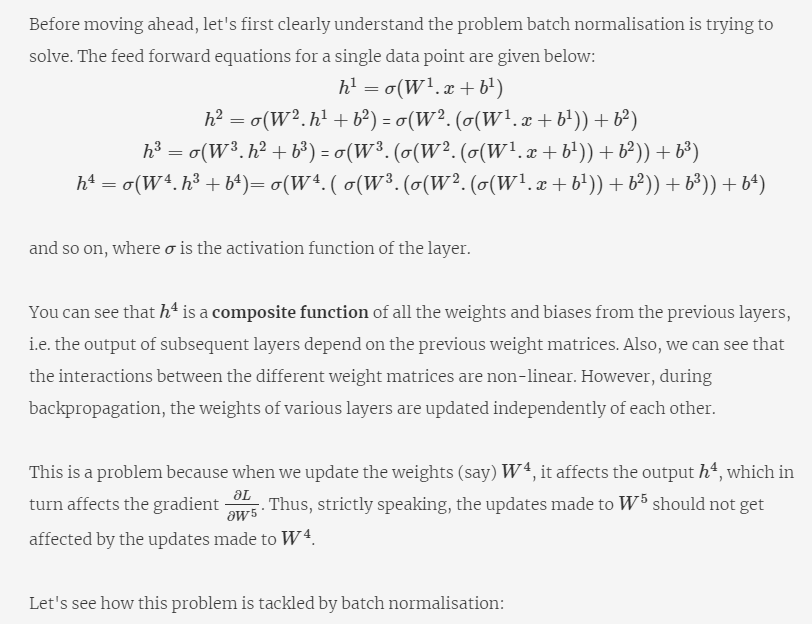 Before moving ahead, let's first clearly understand the problem batch normalisation is trying to
solve. The feed forward equations for a single data point are given below:
h¹ = σ(W¹. x + b¹)
h² = σ(W². h¹ + b²) = σ(W². (σ(W¹. x + b¹)) + b²)
h³ = σ(W³. h² + b³) = σ(W³. (σ(W². (σ(W¹. x + b¹)) + b²)) + b³)
h⁴ = σ(W⁴. h³ + b⁴)= σ(W⁴. ( σ(W³. (σ(W². (σ(W¹. x + b¹)) + b²)) + b³)) + b⁴)
and so on, where σ is the activation function of the layer.
You can see that h⁴ is a composite function of all the weights and biases from the previous layers,
i.e. the output of subsequent layers depend on the previous weight matrices. Also, we can see that
the interactions between the different weight matrices are non-linear. However, during
backpropagation, the weights of various layers are updated independently of each other.
This is a problem because when we update the weights (say) W⁴, it affects the output h⁴, which in
turn affects the gradient ∂L/∂W⁵. Thus, strictly speaking, the updates made to W⁵ should not get
affected by the updates made to W⁴.
Let's see how this problem is tackled by batch normalisation: